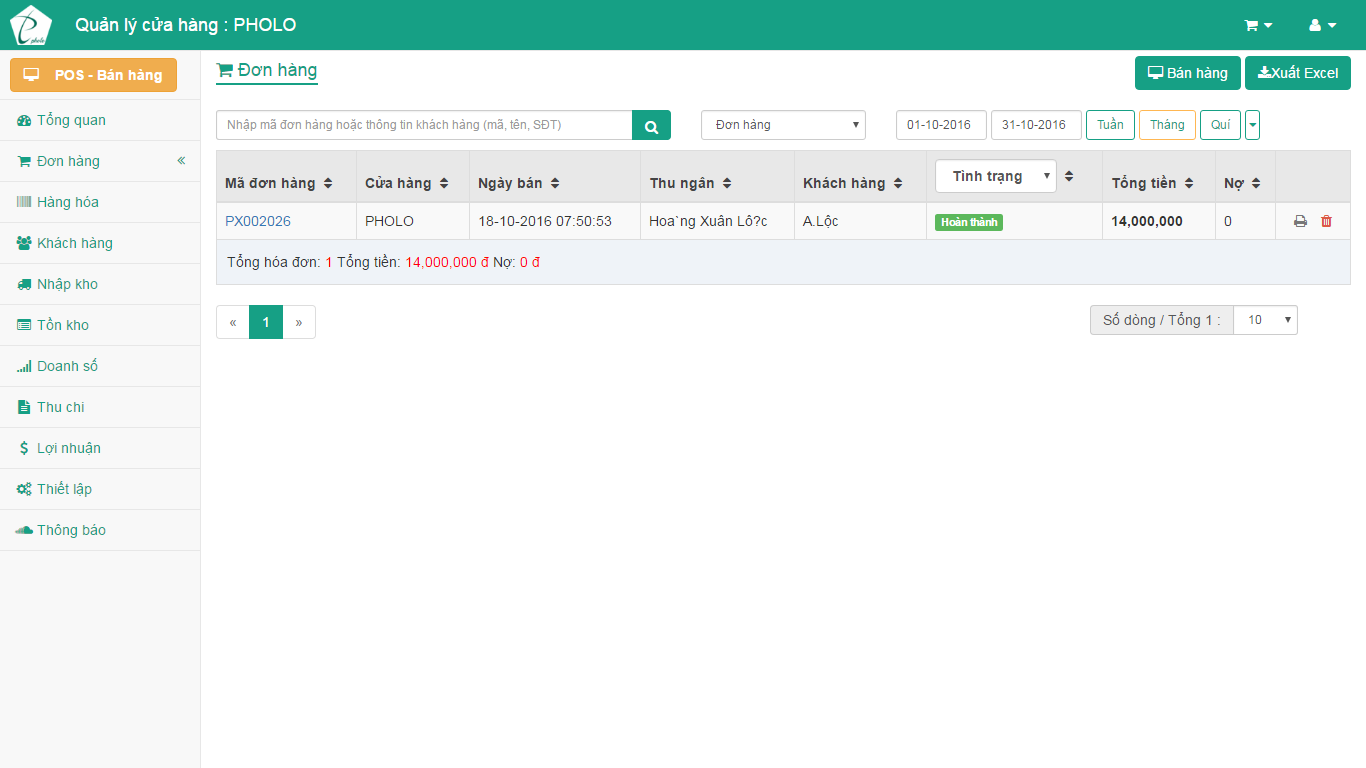 pholo
Quản lý cửa hàng : PHOLO
POS - Bán hàng
Tổng quan
Đơn hàng
Hàng hóa
Khách hàng
Nhập kho
Tồn kho
Doanh số
Thu chi
Lợi nhuận
Thiết lập
Thông báo
Đơn hàng
Bán hàng
Xuất Excel
Nhập mã đơn hàng hoặc thông tin khách hàng (mã, tên, SĐT)
Đơn hàng
01-10-2016
31-10-2016
Tuần
Tháng
Quí
Mã đơn hàng Cửa hàng Ngày bán Thu ngân Khách hàng Tình trạng Tổng tiền Nợ
PX002026 PHOLO 18-10-2016 07:50:53 Hoa`ng Xuân Lô?c A.Lộc Hoàn thành 14,000,000 0
Tổng hóa đơn: 1 Tổng tiền: 14,000,000 đ Nợ: 0 đ
« 1 »
Số dòng / Tổng 1 : 10